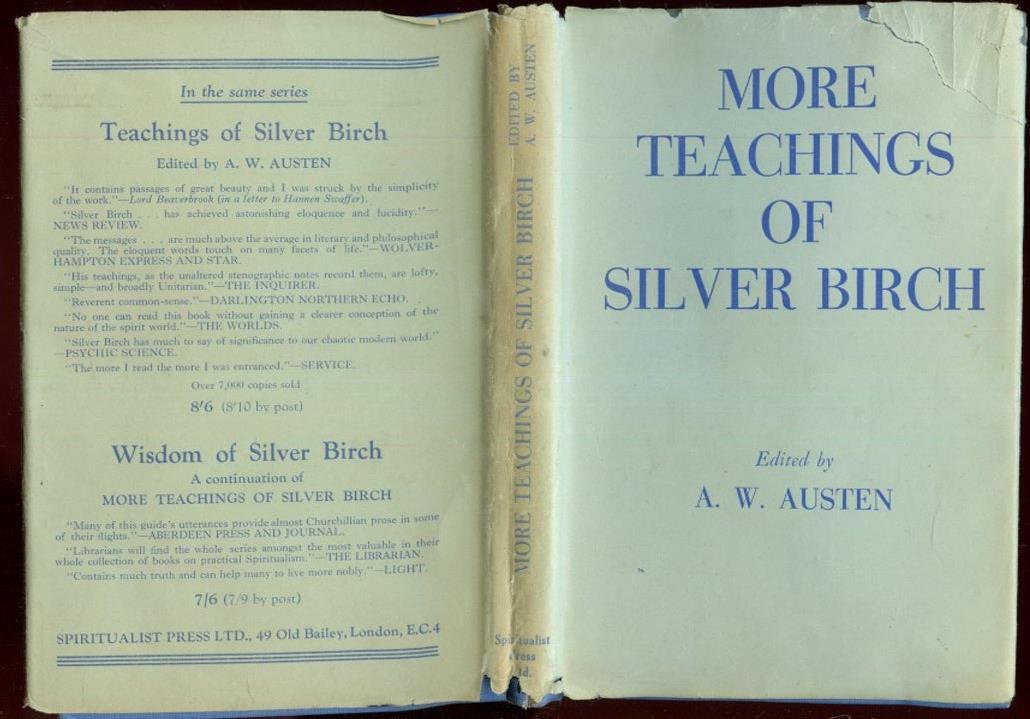 In the same series
Teachings of Silver Birch
Edited by A. W. AUSTEN
"It contains passages of great beauty and I was struck by the simplicity
of the work."—Lord Beaverbrook (in a letter to Hannen Swaffer).
"Silver Birch . . . has achieved astonishing eloquence and lucidity."—
NEWS REVIEW.
"The messages . . . are much above the average in literary and philosophical
quality. The eloquent words touch on many facets of life."—WOLVER-
HAMPTON EXPRESS AND STAR.
"His teachings, as the unaltered stenographic notes record them, are lofty,
simple—and broadly Unitarian."—THE INQUIRER.
"Reverent common-sense."—DARLINGTON NORTHERN ECHO.
"No one can read this book without gaining a clearer conception of the
nature of the spirit world."—THE WORLDS.
"Silver Birch has much to say of significance to our chaotic modern world."
—PSYCHIC SCIENCE.
"The more I read the more I was entranced."—SERVICE.
Over 7,000 copies sold
8'6 (8'10 by post)
Wisdom of Silver Birch
A continuation of
MORE TEACHINGS OF SILVER BIRCH
"Many of this guide's utterances provide almost Churchillian prose in some
of their flights."—ABERDEEN PRESS AND JOURNAL.
"Librarians will find the whole series amongst the most valuable in their
whole collection of books on practical Spiritualism."—THE LIBRARIAN.
"Contains much truth and can help many to live more nobly."—LIGHT.
7/6 (7/9 by post)
SPIRITUALIST PRESS LTD., 49 Old Bailey, London, E.C.4
EDITED BY
A. W. AUSTEN
MORE TEACHINGS OF SILVER BIRCH
Spiritualist
Press
Ltd.
MORE
TEACHINGS
OF
SILVER BIRCH
Edited by
A. W. AUSTEN